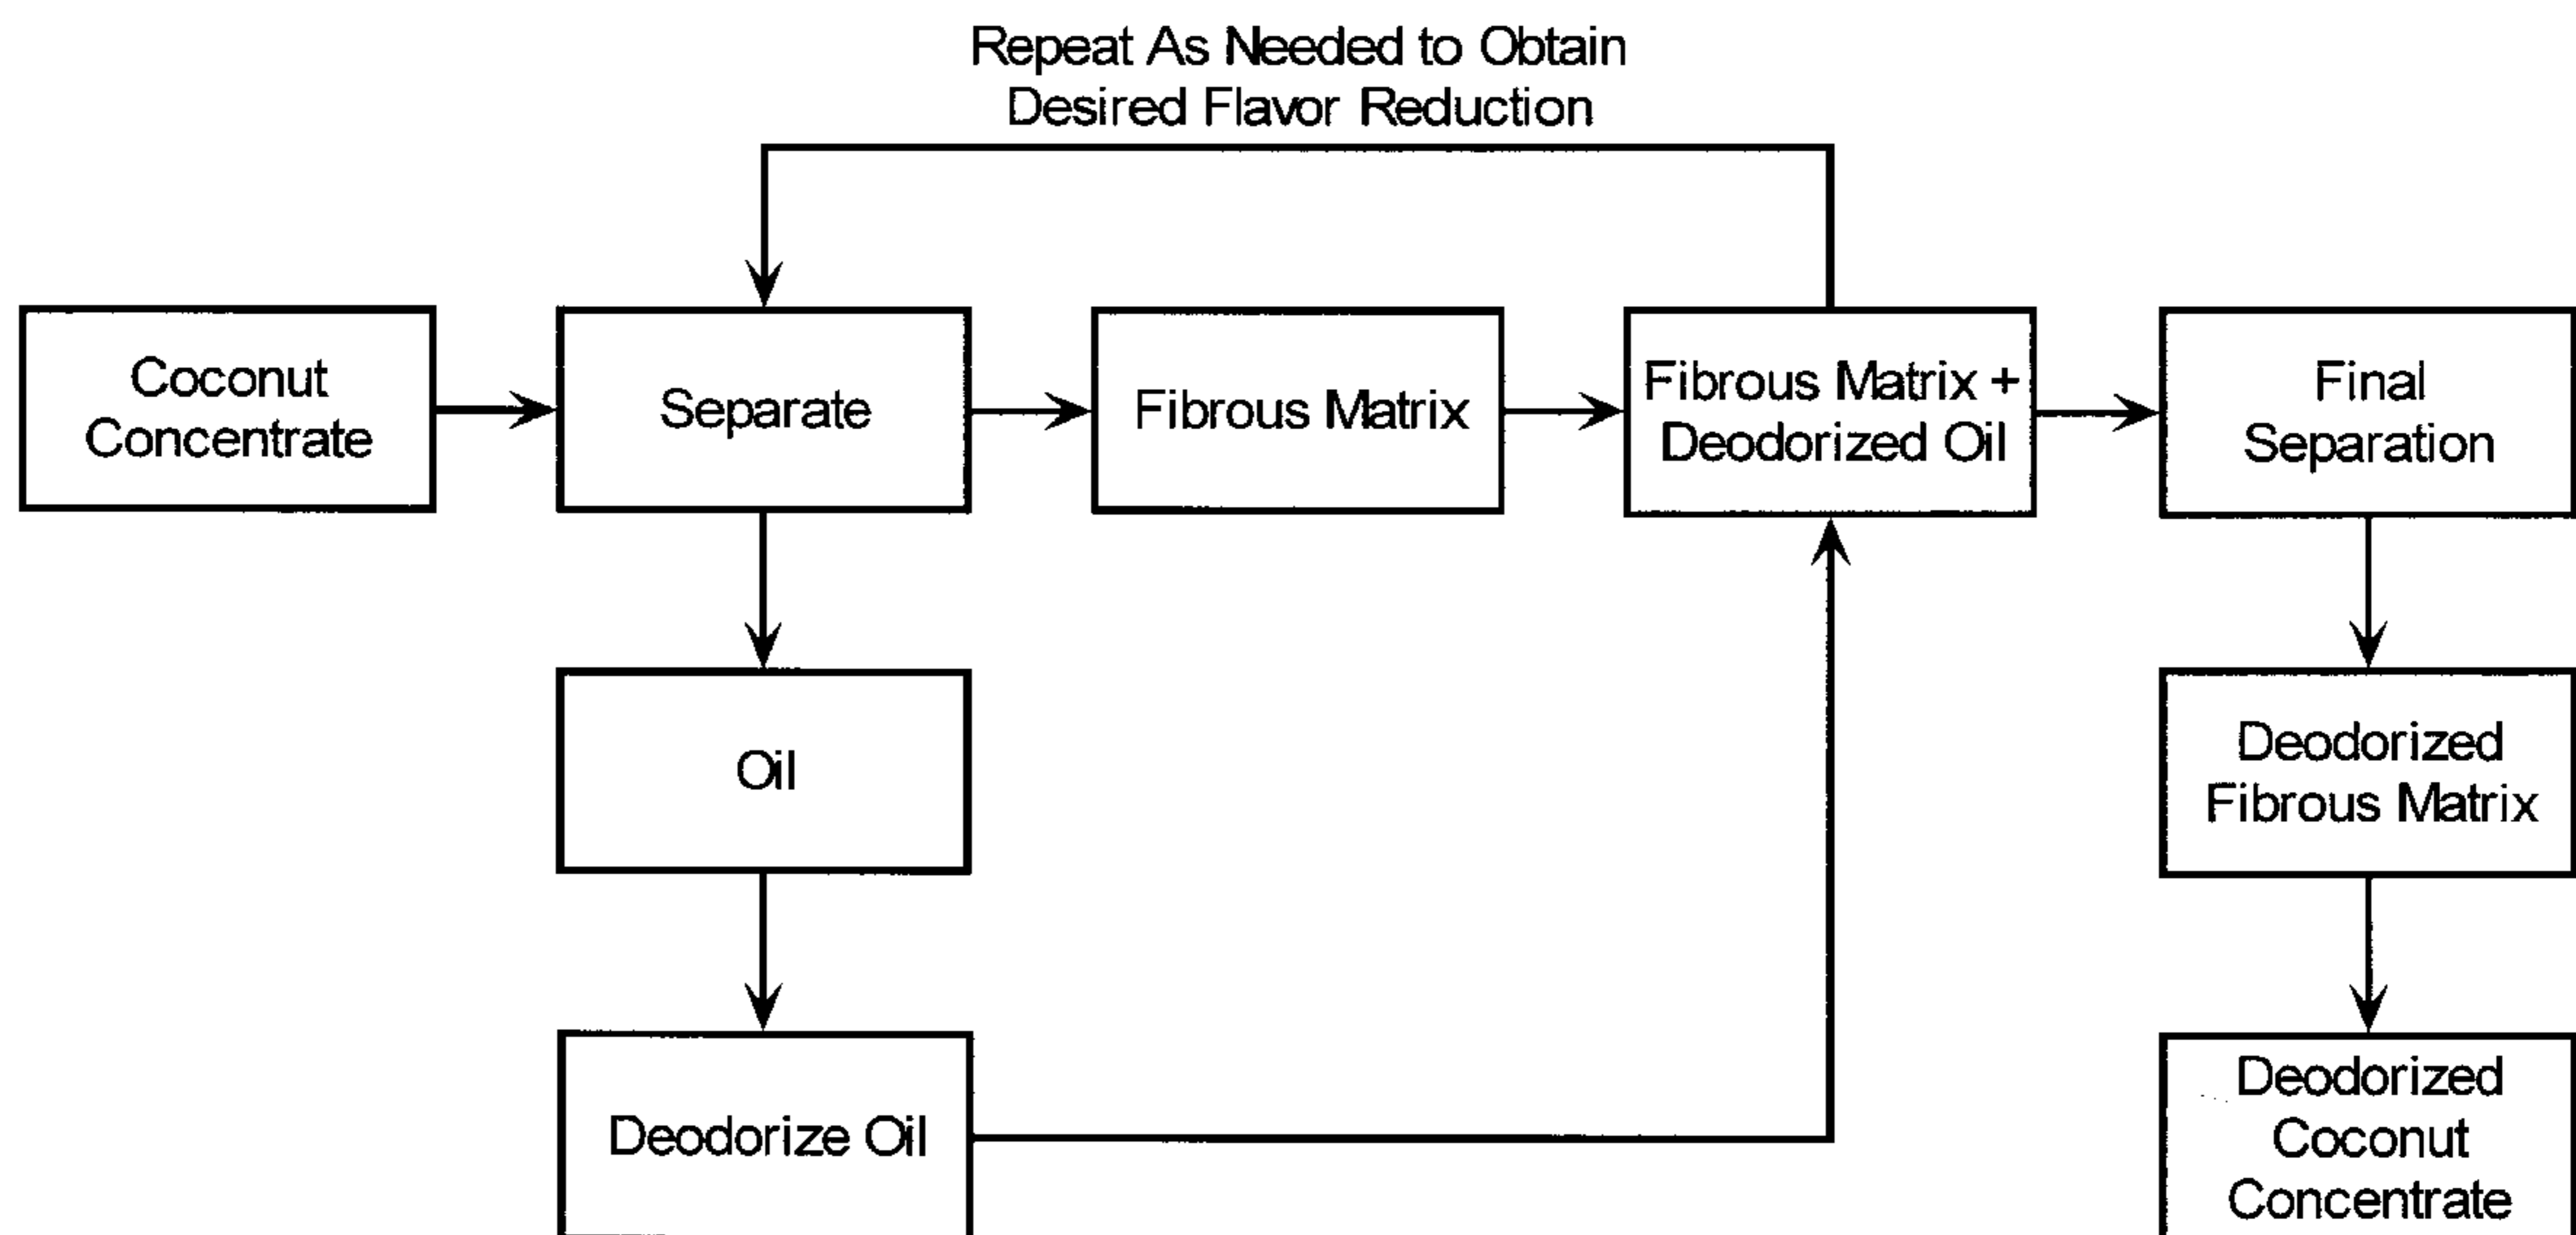 Repeat As Needed to Obtain
Desired Flavor Reduction
Coconut
Concentrate
Separate
Fibrous Matrix
Fibrous Matrix +
Deodorized Oil
Final
Separation
Oil
Deodorized
Fibrous Matrix
Deodorize Oil
Deodorized
Coconut
Concentrate